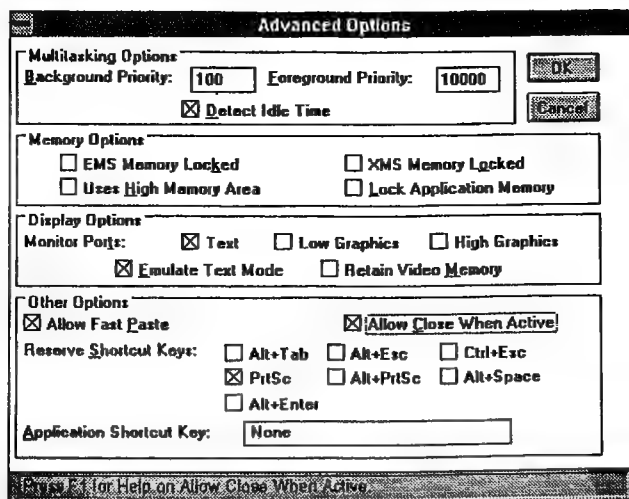 Advanced Options
Multitasking Options
Background Priority: 100 Foreground Priority: 10000
OK
Detect Idle Time
Cancel
Memory Options
EMS Memory Locked XMS Memory Locked
Uses High Memory Area Lock Application Memory
Display Options
Monitor Ports: Text Low Graphics High Graphics
Emulate Text Mode Retain Video Memory
Other Options
Allow Fast Paste Allow Close When Active
Reserve Shortcut Keys: Alt+Tab Alt+Esc Ctrl+Esc
PrtSc Alt+PrtSc Alt+Space
Alt+Enter
Application Shortcut Key: None
Press F1 for Help on Allow Close When Active.